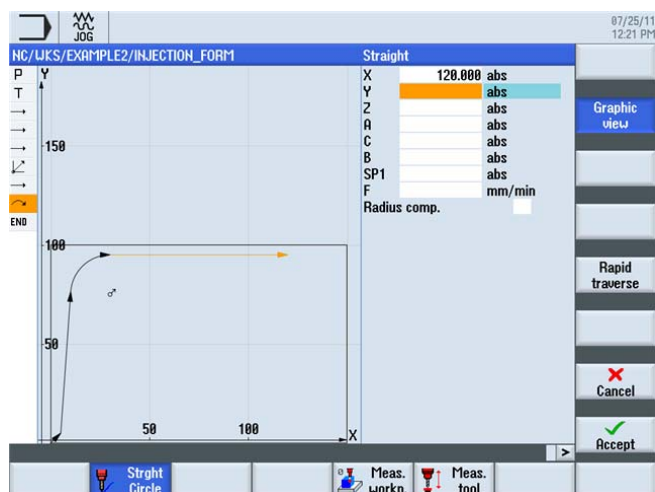 JOG
07/25/11
12:21 PM
NC/WKS/EXAMPLE2/INJECTION_FORM
Straight
P
T
END
Y
150
100
50
50
100
X
X 120.000 abs
Y abs
Z abs
A abs
C abs
B abs
SP1 abs
F mm/min
Radius comp.
Graphic
view
Rapid
traverse
Cancel
Accept
>
Strght
Circle
Meas.
workp.
Meas.
tool